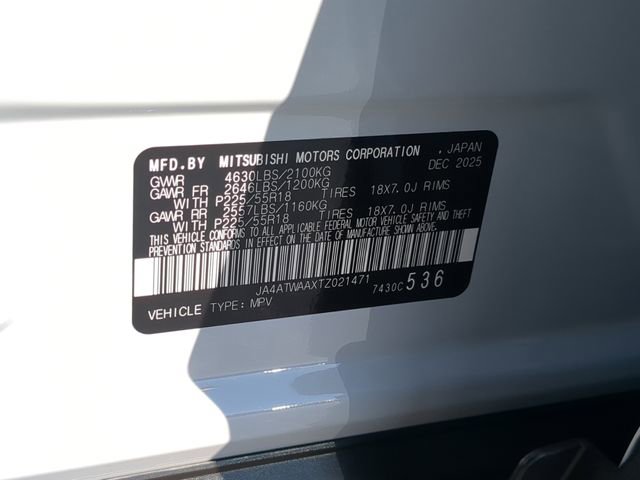 MFD.BY MITSUBISHI MOTORS CORPORATION , JAPAN
GVWR 4630LBS/2100KG DEC 2025
GAWR FR 2646LBS/1200KG
WITH P225/55R18 TIRES 18X7.0J RIMS
GAWR RR 2557LBS/1160KG
WITH P225/55R18 TIRES 18X7.0J RIMS
THIS VEHICLE CONFORMS TO ALL APPLICABLE FEDERAL MOTOR VEHICLE SAFETY AND THEFT
PREVENTION STANDARDS IN EFFECT ON THE DATE OF MANUFACTURE SHOWN ABOVE.
JA4ATWAAXTZ021471 7430C 536
VEHICLE TYPE: MPV